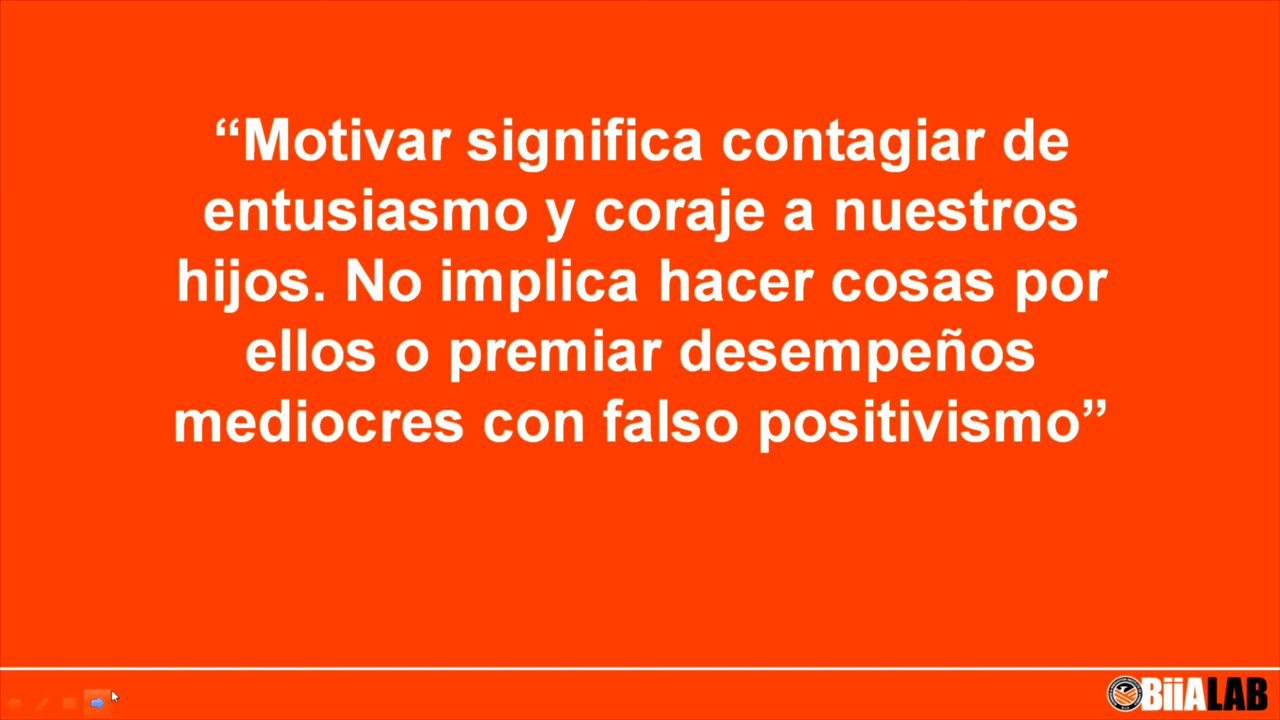 “Motivar significa contagiar de
entusiasmo y coraje a nuestros
hijos. No implica hacer cosas por
ellos o premiar desempeños
mediocres con falso positivismo”
BiiALAB